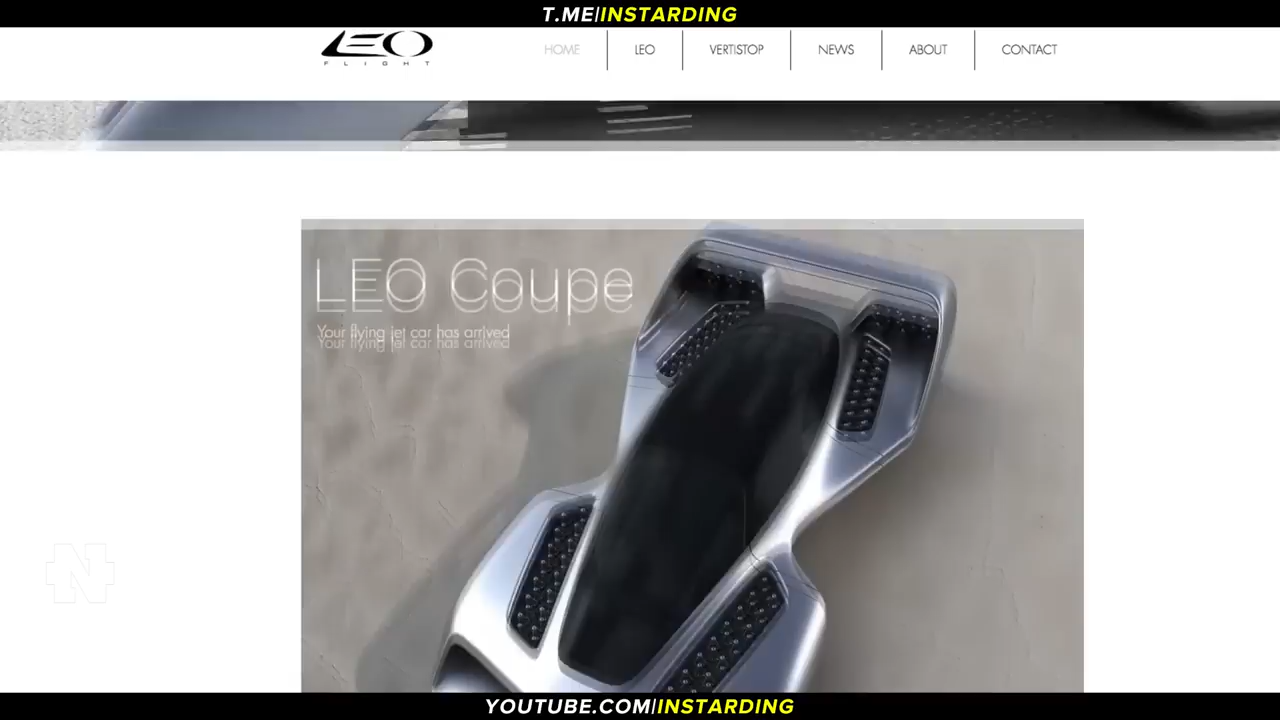 T.ME|INSTARDING
LEO
FLIGHT
HOME
LEO
VERTISTOP
NEWS
ABOUT
CONTACT
LEO Coupe
Your flying jet car has arrived
N
YOUTUBE.COM|INSTARDING